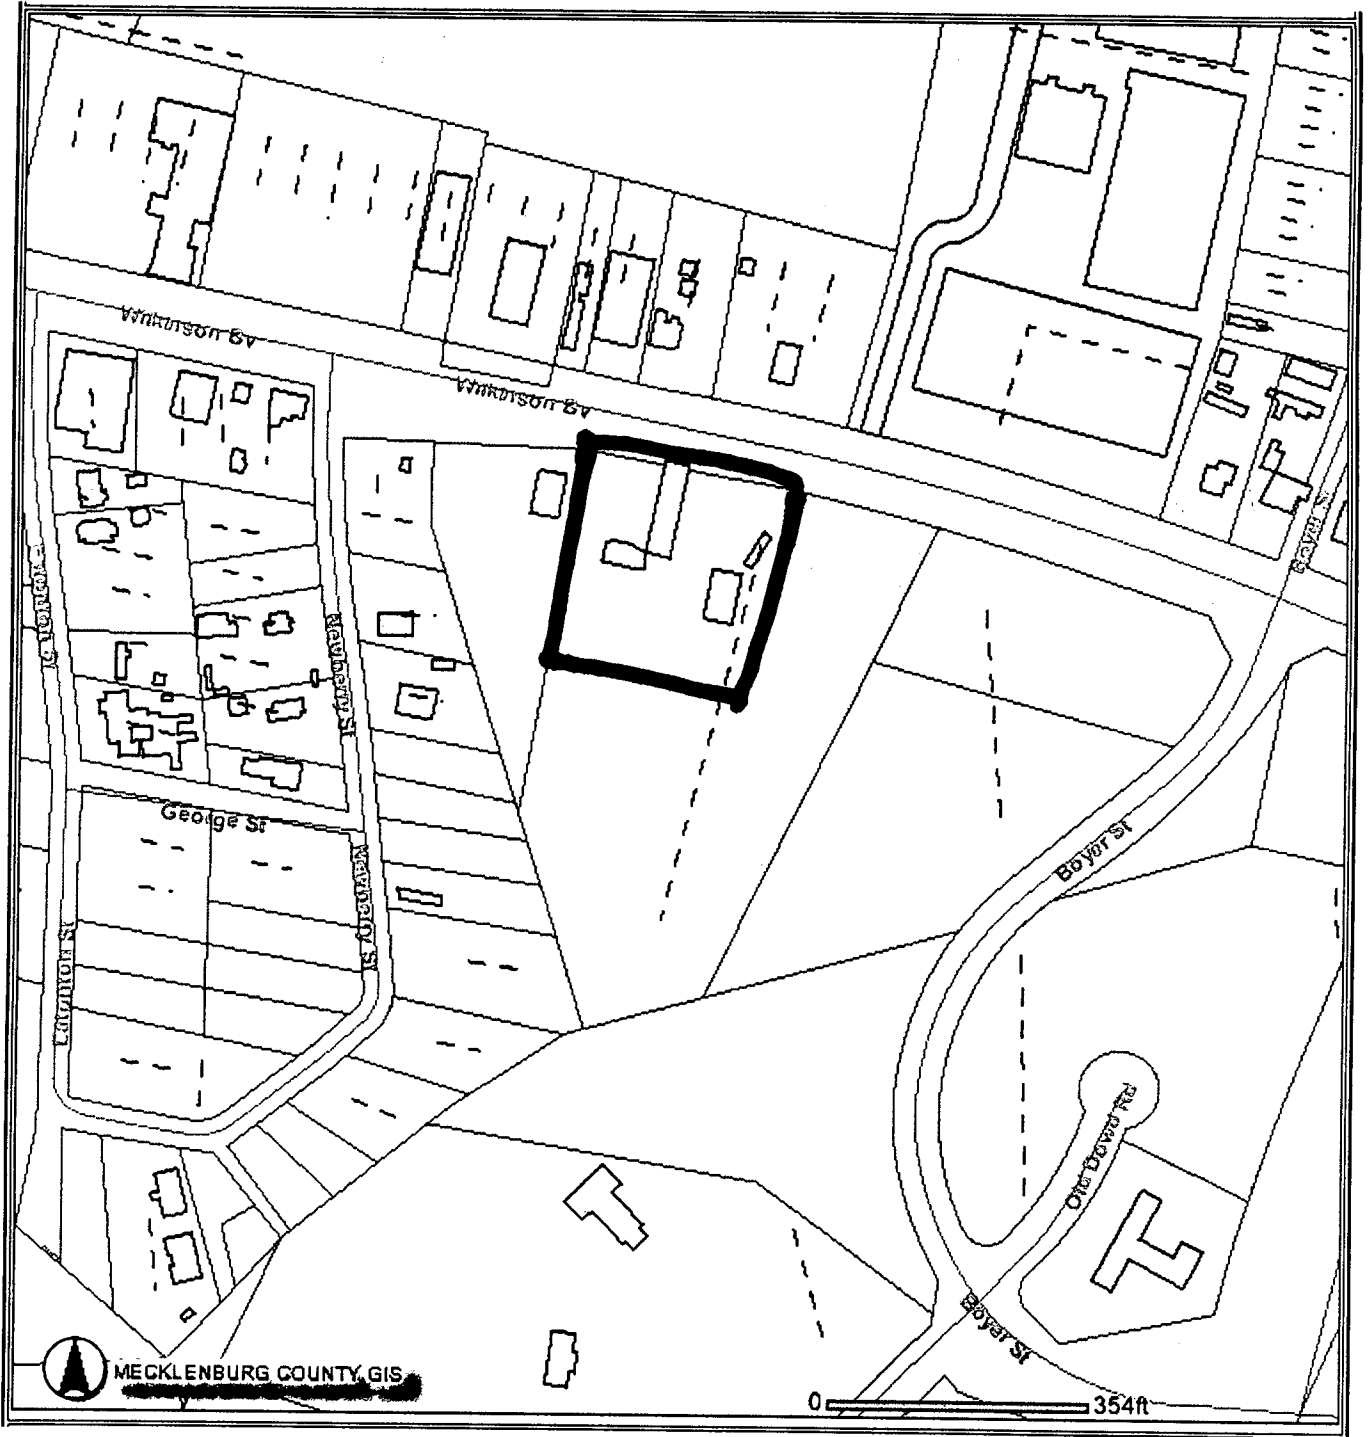 Wilkinson Bv
Wilkinson Bv
Boyer St
Newberry St
George St
Boyer St
Newberry St
Old Dowd Rd
Boyer St
MECKLENBURG COUNTY GIS
0 354ft